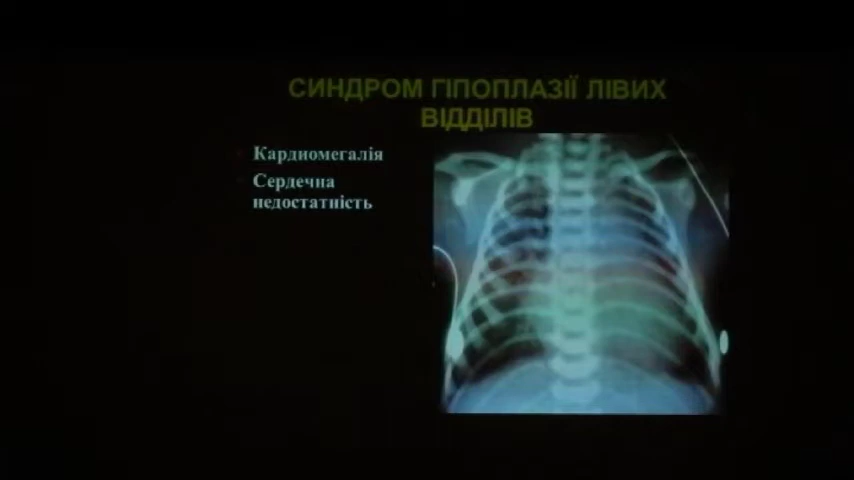 СИНДРОМ ГІПОПЛАЗІЇ ЛІВИХ
ВІДДІЛІВ
Кардиомегалія
Сердечна
недостатність